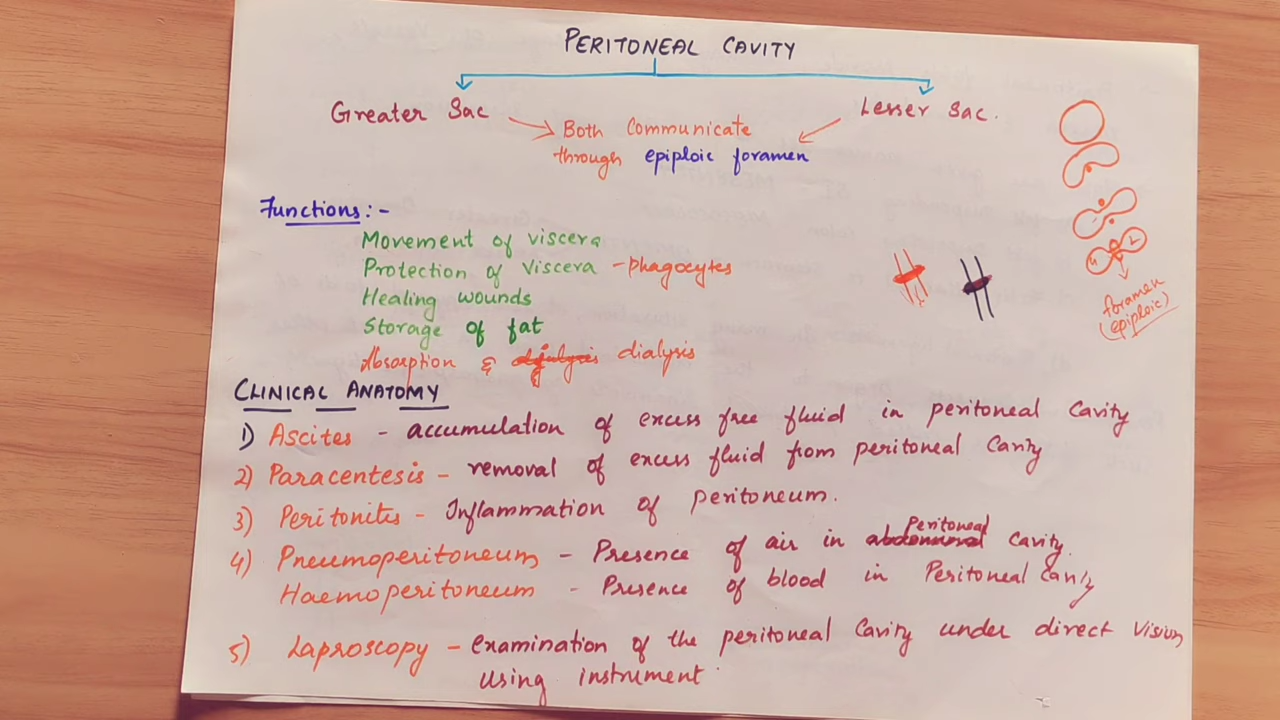 PERITONEAL CAVITY
Greater Sac
Lesser Sac.
Both Communicate
through epiploic foramen
Functions:-
Movement of viscera
Protection of viscera - phagocytes
Healing wounds
Storage of fat
Absorption & dialysis
foramen
(epiploic)
CLINICAL ANATOMY
1) Ascites - accumulation of excess free fluid in peritoneal cavity
2) Paracentesis - removal of excess fluid from peritoneal Cavity
3) Peritonitis - Inflammation of peritoneum.
Peritoneal
4) Pneumoperitoneum - Presence of air in abdominal Cavity.
Haemoperitoneum - Presence of blood in Peritoneal Cavity
5) Laproscopy - examination of the peritoneal Cavity under direct Vision,
using instrument